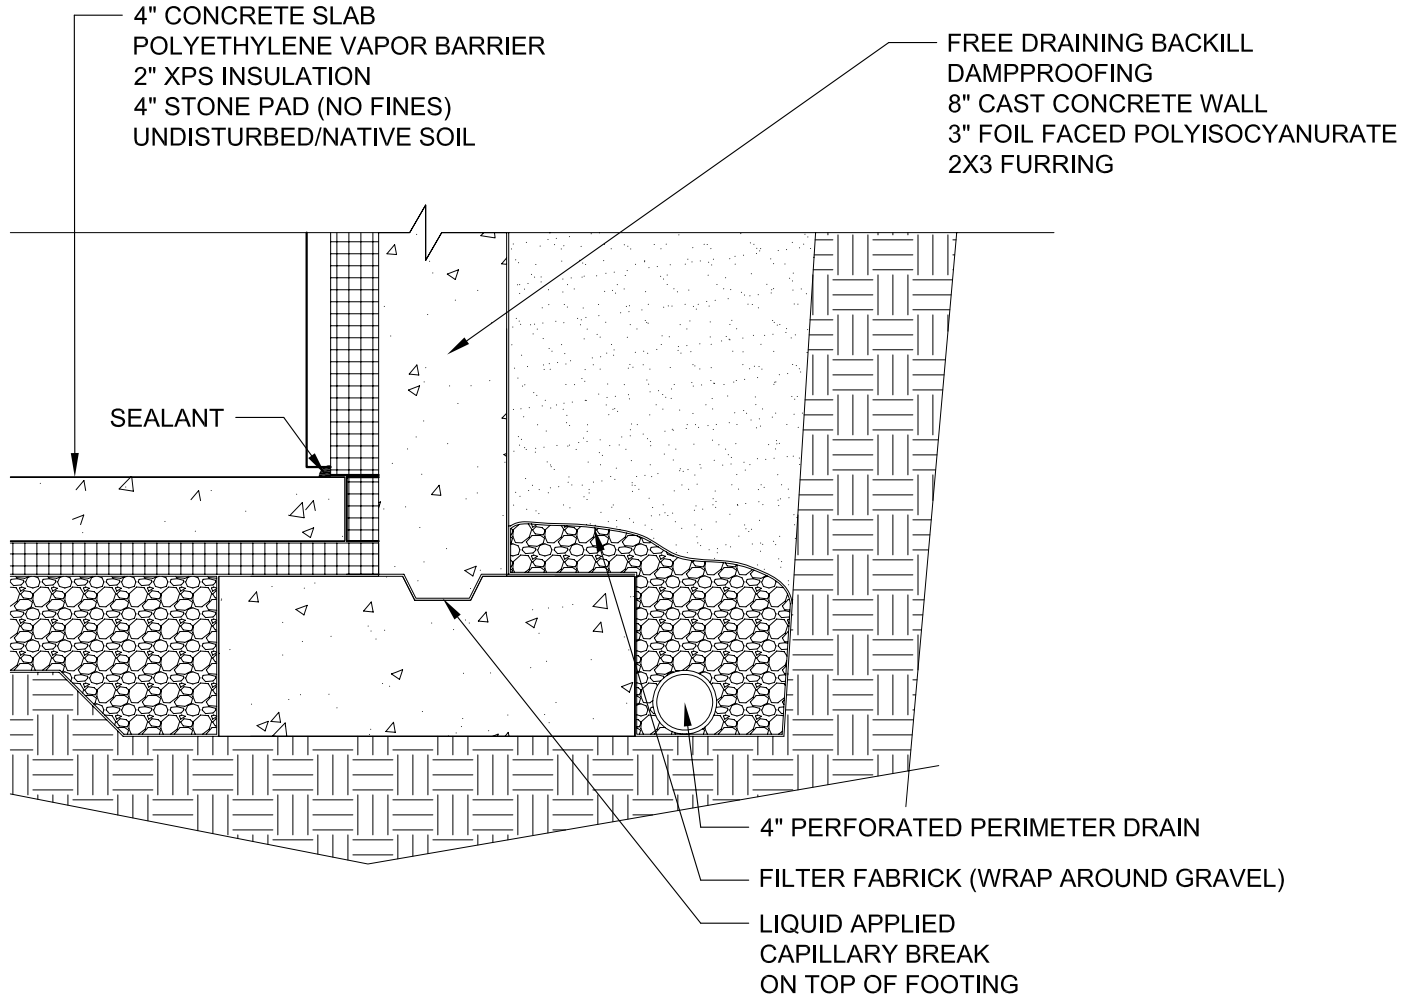 4" CONCRETE SLAB
POLYETHYLENE VAPOR BARRIER
2" XPS INSULATION
4" STONE PAD (NO FINES)
UNDISTURBED/NATIVE SOIL
FREE DRAINING BACKILL
DAMPPROOFING
8" CAST CONCRETE WALL
3" FOIL FACED POLYISOCYANURATE
2X3 FURRING
SEALANT
4" PERFORATED PERIMETER DRAIN
FILTER FABRICK (WRAP AROUND GRAVEL)
LIQUID APPLIED
CAPILLARY BREAK
ON TOP OF FOOTING